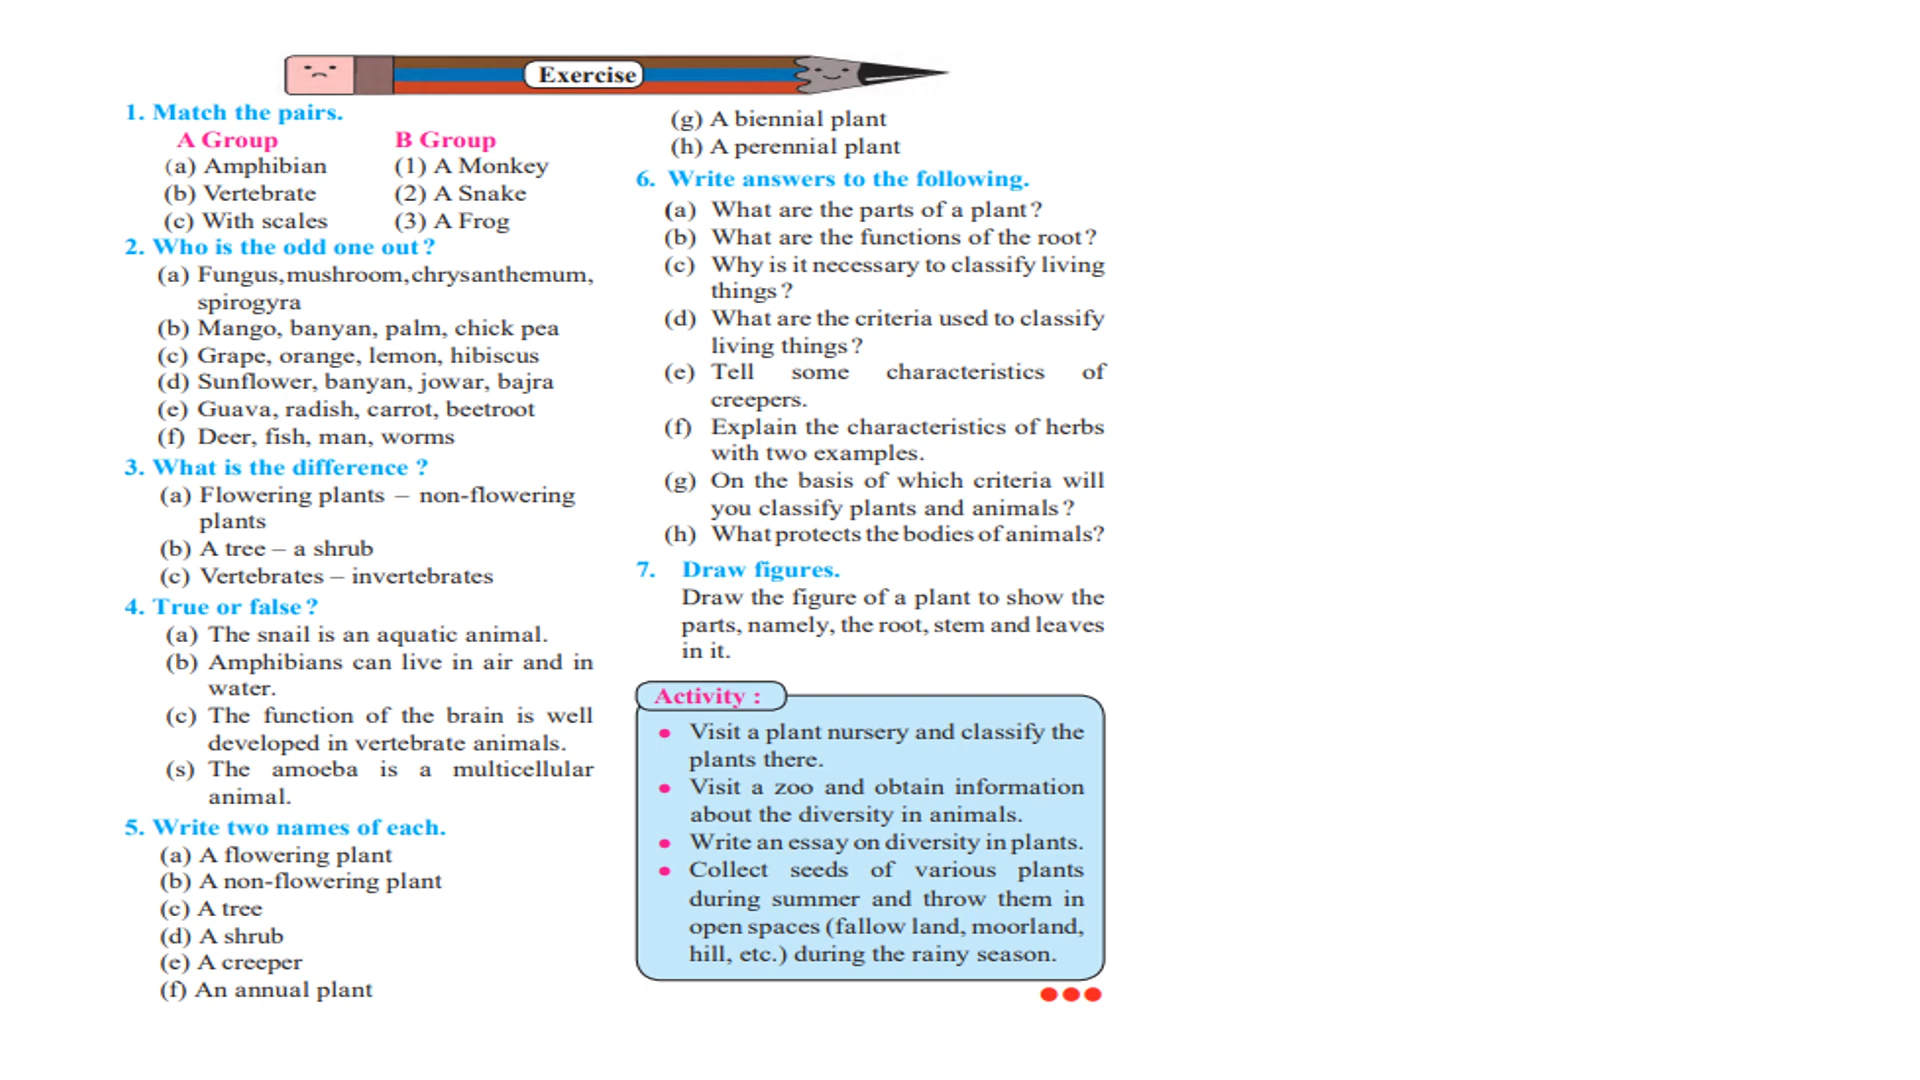 Exercise
1. Match the pairs.
A Group B Group
(a) Amphibian (1) A Monkey
(b) Vertebrate (2) A Snake
(c) With scales (3) A Frog
2. Who is the odd one out?
(a) Fungus, mushroom, chrysanthemum,
spirogyra
(b) Mango, banyan, palm, chick pea
(c) Grape, orange, lemon, hibiscus
(d) Sunflower, banyan, jowar, bajra
(e) Guava, radish, carrot, beetroot
(f) Deer, fish, man, worms
3. What is the difference ?
(a) Flowering plants – non-flowering
plants
(b) A tree – a shrub
(c) Vertebrates – invertebrates
4. True or false?
(a) The snail is an aquatic animal.
(b) Amphibians can live in air and in
water.
(c) The function of the brain is well
developed in vertebrate animals.
(s) The amoeba is a multicellular
animal.
5. Write two names of each.
(a) A flowering plant
(b) A non-flowering plant
(c) A tree
(d) A shrub
(e) A creeper
(f) An annual plant
(g) A biennial plant
(h) A perennial plant
6. Write answers to the following.
(a) What are the parts of a plant?
(b) What are the functions of the root?
(c) Why is it necessary to classify living
things?
(d) What are the criteria used to classify
living things?
(e) Tell some characteristics of
creepers.
(f) Explain the characteristics of herbs
with two examples.
(g) On the basis of which criteria will
you classify plants and animals?
(h) What protects the bodies of animals?
7. Draw figures.
Draw the figure of a plant to show the
parts, namely, the root, stem and leaves
in it.
Activity :
• Visit a plant nursery and classify the
plants there.
• Visit a zoo and obtain information
about the diversity in animals.
• Write an essay on diversity in plants.
• Collect seeds of various plants
during summer and throw them in
open spaces (fallow land, moorland,
hill, etc.) during the rainy season.